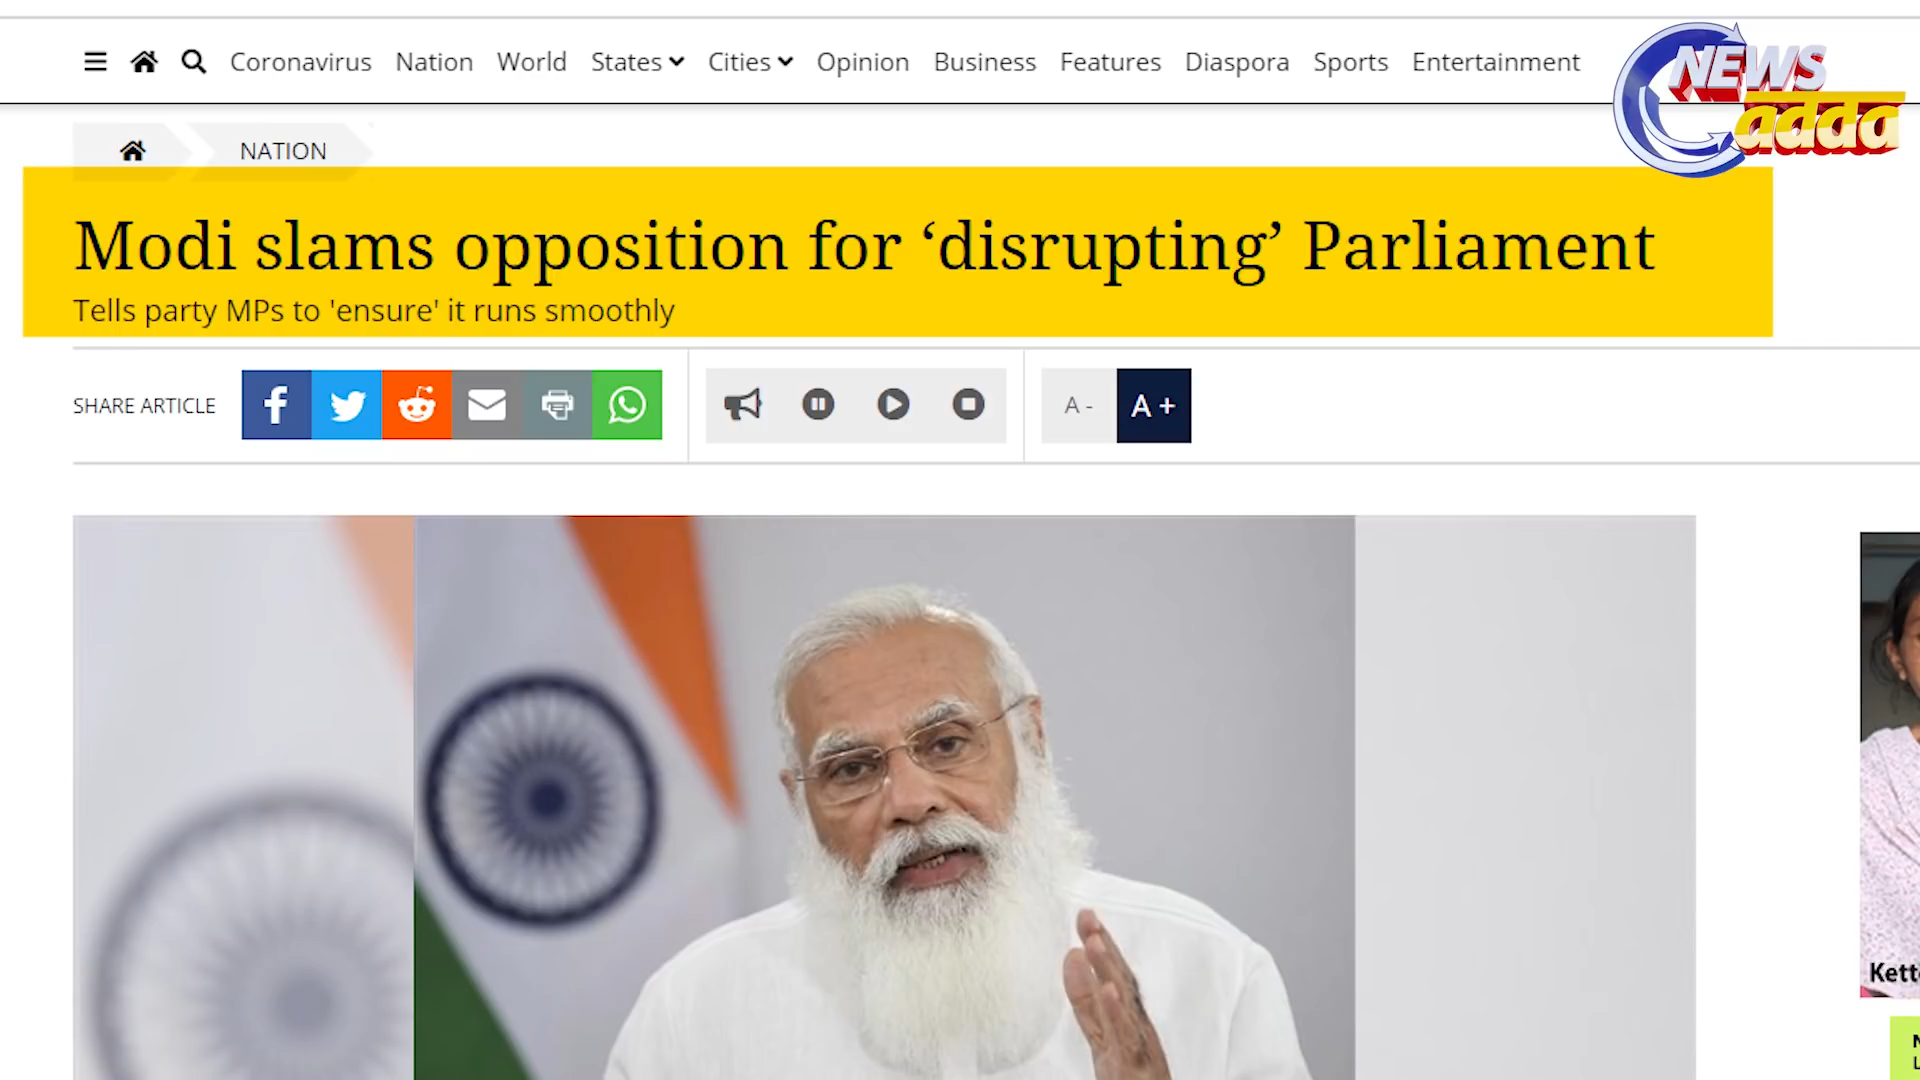 Coronavirus Nation World States Cities Opinion Business Features Diaspora Sports Entertainment
NEWS
adda
NATION
Modi slams opposition for ‘disrupting’ Parliament
Tells party MPs to 'ensure' it runs smoothly
SHARE ARTICLE
A - A +